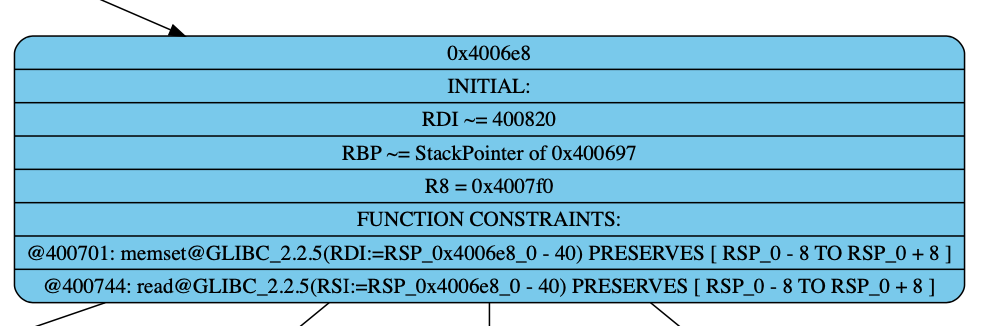 0x4006e8
INITIAL:
RDI ~= 400820
RBP ~= StackPointer of 0x400697
R8 = 0x4007f0
FUNCTION CONSTRAINTS:
@400701: memset@GLIBC_2.2.5(RDI:=RSP_0x4006e8_0 - 40) PRESERVES [ RSP_0 - 8 TO RSP_0 + 8 ]
@400744: read@GLIBC_2.2.5(RSI:=RSP_0x4006e8_0 - 40) PRESERVES [ RSP_0 - 8 TO RSP_0 + 8 ]